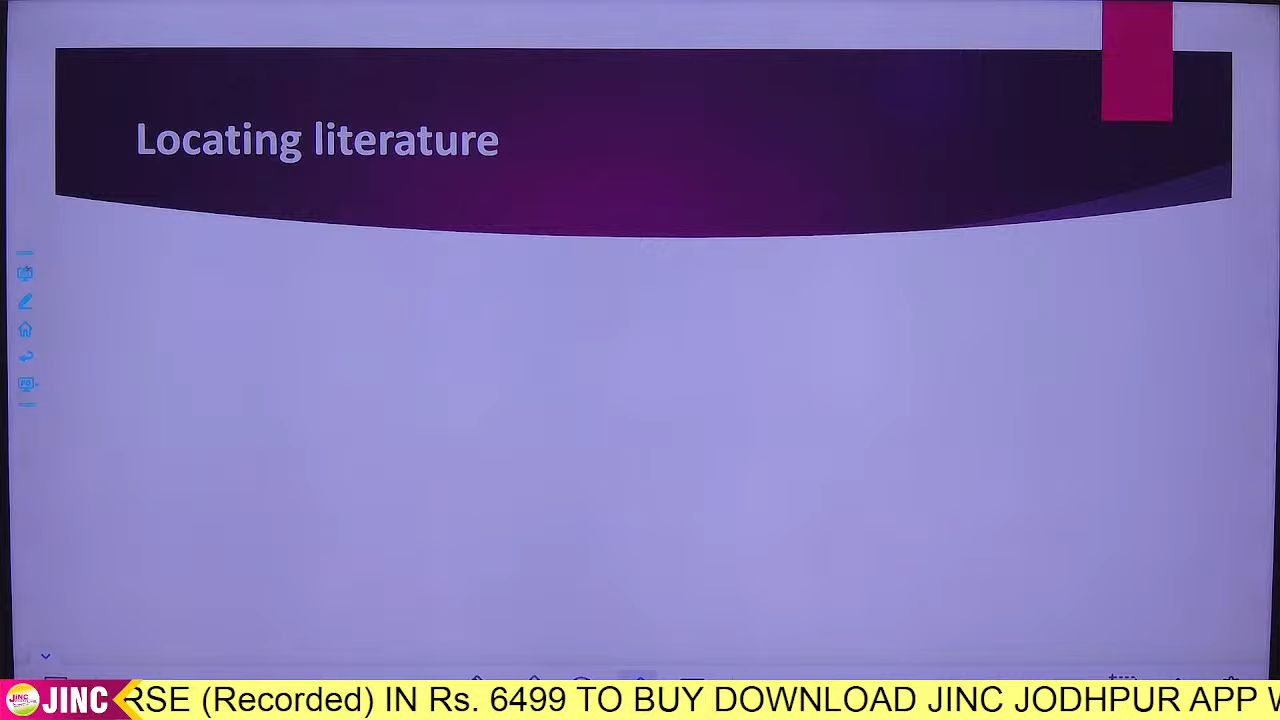 Locating literature
JINC RSE (Recorded) IN Rs. 6499 TO BUY DOWNLOAD JINC JODHPUR APP